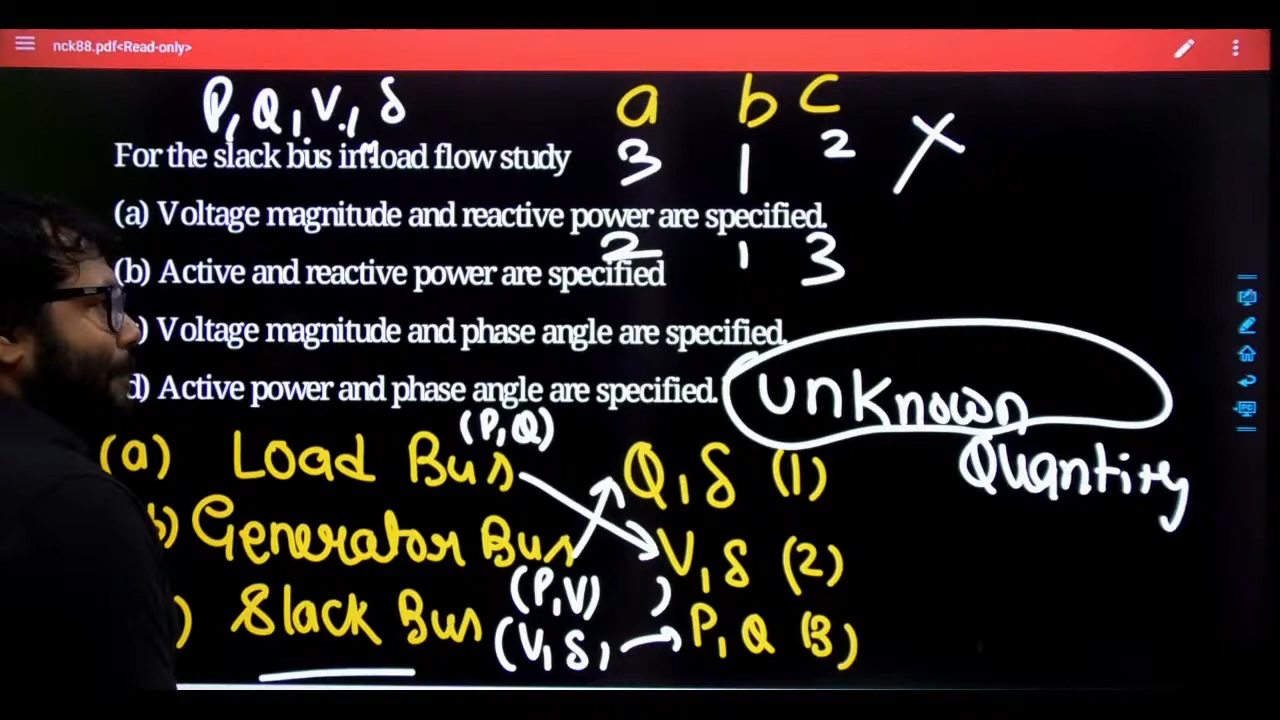 nck88.pdf<Read-only>
P, Q, V, δ
a b c
For the slack bus in load flow study
3 1 2 X
(a) Voltage magnitude and reactive power are specified.
2 1 3
(b) Active and reactive power are specified
) Voltage magnitude and phase angle are specified.
d) Active power and phase angle are specified.
unknown
Quantity
(P, Q)
(a) Load Bus Q, δ (1)
b) Generator Bus V, δ (2)
(P, V) )
) Slack Bus (V, δ, → P, Q (3)